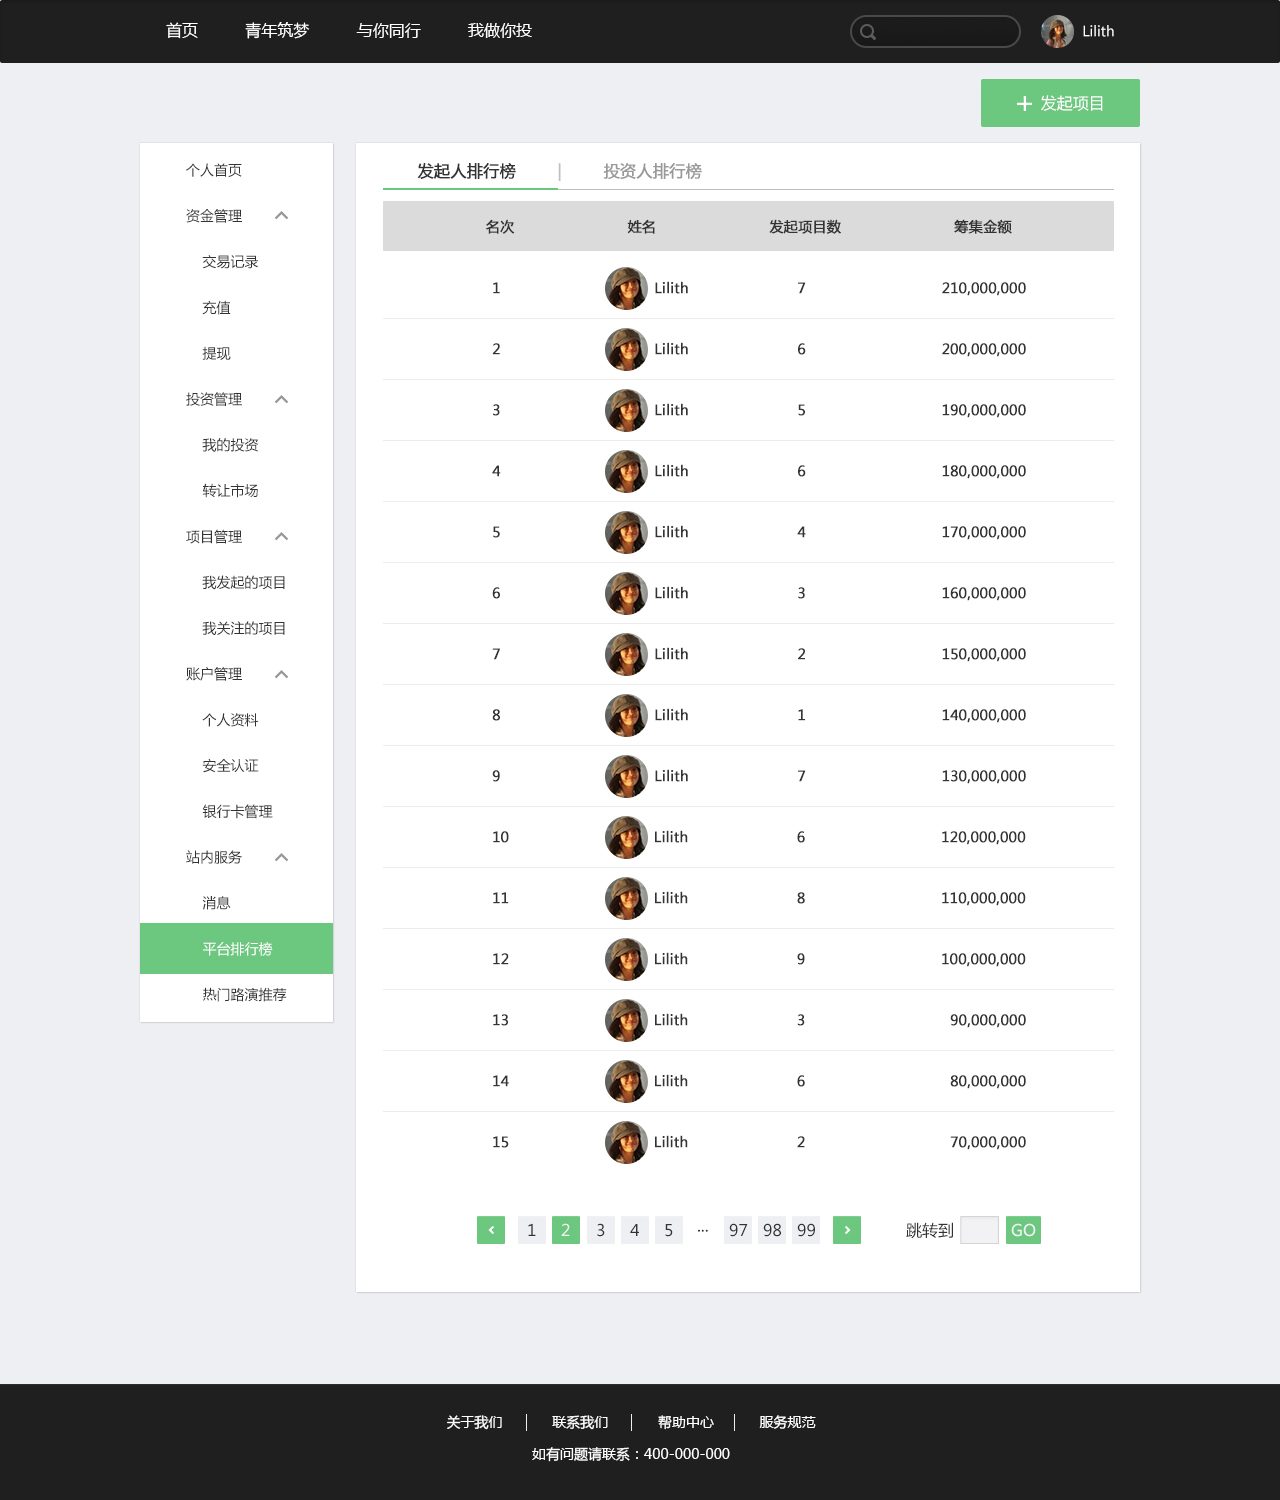 首页 青年筑梦 与你同行 我做你投 Lilith
+ 发起项目
个人首页
资金管理
交易记录
充值
提现
投资管理
我的投资
转让市场
项目管理
我发起的项目
我关注的项目
账户管理
个人资料
安全认证
银行卡管理
站内服务
消息
平台排行榜
热门路演推荐
发起人排行榜 | 投资人排行榜
名次 姓名 发起项目数 筹集金额
1 Lilith 7 210,000,000
2 Lilith 6 200,000,000
3 Lilith 5 190,000,000
4 Lilith 6 180,000,000
5 Lilith 4 170,000,000
6 Lilith 3 160,000,000
7 Lilith 2 150,000,000
8 Lilith 1 140,000,000
9 Lilith 7 130,000,000
10 Lilith 6 120,000,000
11 Lilith 8 110,000,000
12 Lilith 9 100,000,000
13 Lilith 3 90,000,000
14 Lilith 6 80,000,000
15 Lilith 2 70,000,000
1 2 3 4 5 ... 97 98 99 跳转到 GO
关于我们 | 联系我们 | 帮助中心 | 服务规范
如有问题请联系：400-000-000